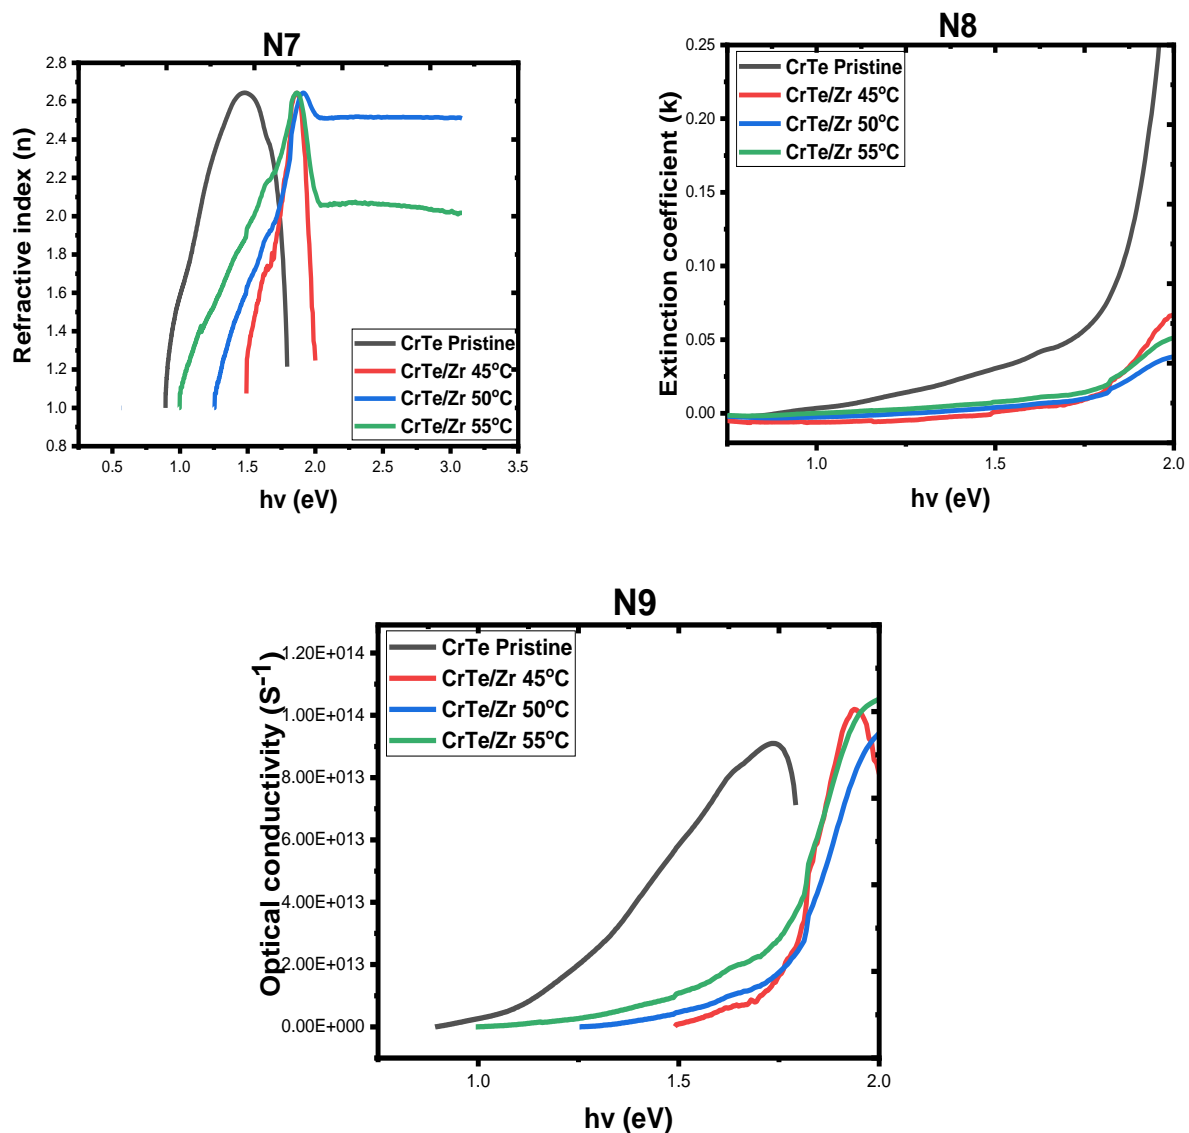 N7
Refractive index (n)
2.8
2.6
2.4
2.2
2.0
1.8
1.6
1.4
1.2
1.0
0.8
CrTe Pristine
CrTe/Zr 45°C
CrTe/Zr 50°C
CrTe/Zr 55°C
0.5 1.0 1.5 2.0 2.5 3.0 3.5
hν (eV)
N8
Extinction coefficient (k)
0.25
0.20
0.15
0.10
0.05
0.00
CrTe Pristine
CrTe/Zr 45°C
CrTe/Zr 50°C
CrTe/Zr 55°C
1.0 1.5 2.0
hν (eV)
N9
Optical conductivity (S⁻¹)
1.20E+014
1.00E+014
8.00E+013
6.00E+013
4.00E+013
2.00E+013
0.00E+000
CrTe Pristine
CrTe/Zr 45°C
CrTe/Zr 50°C
CrTe/Zr 55°C
1.0 1.5 2.0
hν (eV)